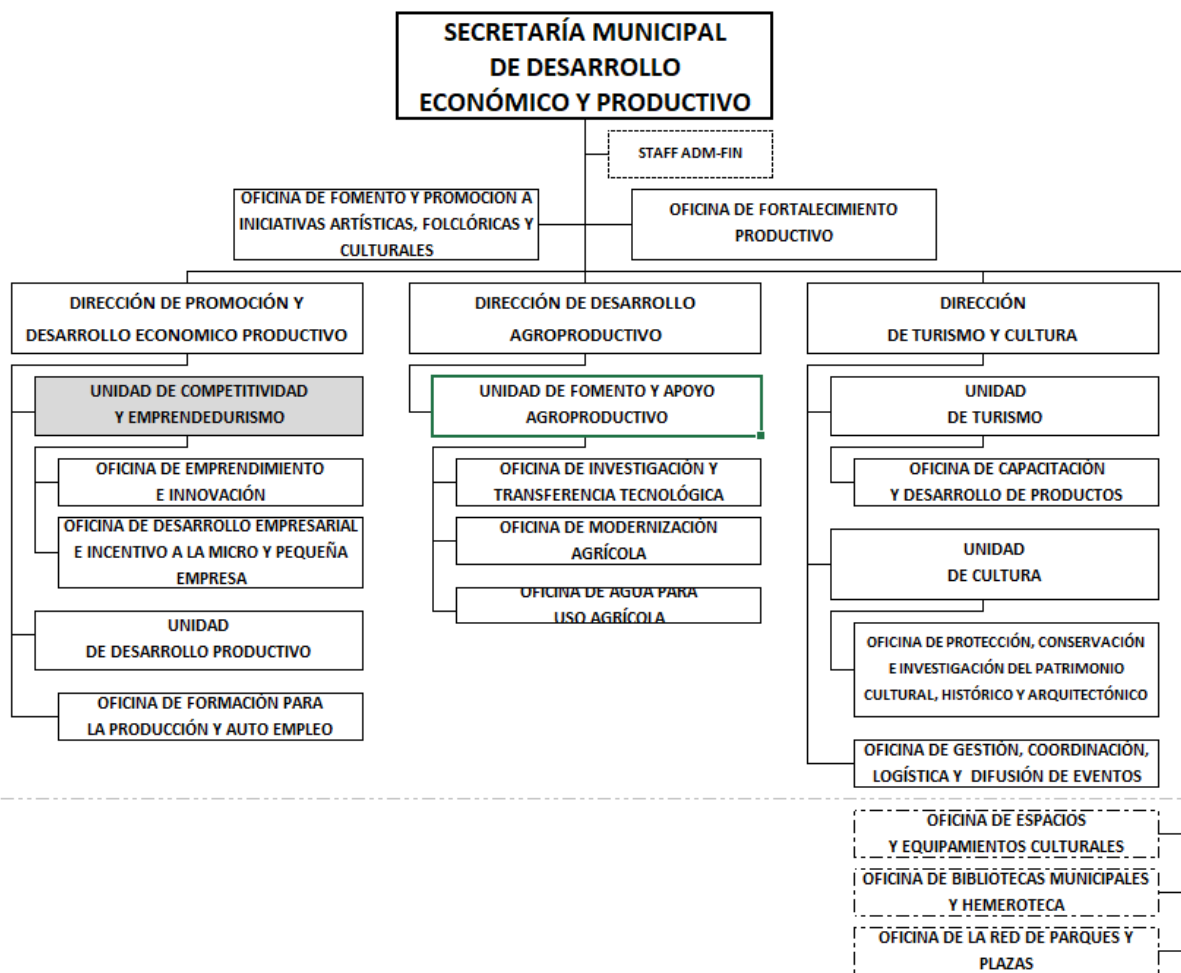 SECRETARÍA MUNICIPAL
DE DESARROLLO
ECONÓMICO Y PRODUCTIVO
STAFF ADM-FIN
OFICINA DE FOMENTO Y PROMOCION A
INICIATIVAS ARTÍSTICAS, FOLCLÓRICAS Y
CULTURALES
OFICINA DE FORTALECIMIENTO
PRODUCTIVO
DIRECCIÓN DE PROMOCIÓN Y
DESARROLLO ECONOMICO PRODUCTIVO
UNIDAD DE COMPETITIVIDAD
Y EMPRENDEDURISMO
OFICINA DE EMPRENDIMIENTO
E INNOVACIÓN
OFICINA DE DESARROLLO EMPRESARIAL
E INCENTIVO A LA MICRO Y PEQUEÑA
EMPRESA
UNIDAD
DE DESARROLLO PRODUCTIVO
OFICINA DE FORMACIÓN PARA
LA PRODUCCIÓN Y AUTO EMPLEO
DIRECCIÓN DE DESARROLLO
AGROPRODUCTIVO
UNIDAD DE FOMENTO Y APOYO
AGROPRODUCTIVO
OFICINA DE INVESTIGACIÓN Y
TRANSFERENCIA TECNOLÓGICA
OFICINA DE MODERNIZACIÓN
AGRÍCOLA
OFICINA DE AGUA PARA
USO AGRÍCOLA
DIRECCIÓN
DE TURISMO Y CULTURA
UNIDAD
DE TURISMO
OFICINA DE CAPACITACIÓN
Y DESARROLLO DE PRODUCTOS
UNIDAD
DE CULTURA
OFICINA DE PROTECCIÓN, CONSERVACIÓN
E INVESTIGACIÓN DEL PATRIMONIO
CULTURAL, HISTÓRICO Y ARQUITECTÓNICO
OFICINA DE GESTIÓN, COORDINACIÓN,
LOGÍSTICA Y DIFUSIÓN DE EVENTOS
OFICINA DE ESPACIOS
Y EQUIPAMIENTOS CULTURALES
OFICINA DE BIBLIOTECAS MUNICIPALES
Y HEMEROTECA
OFICINA DE LA RED DE PARQUES Y
PLAZAS